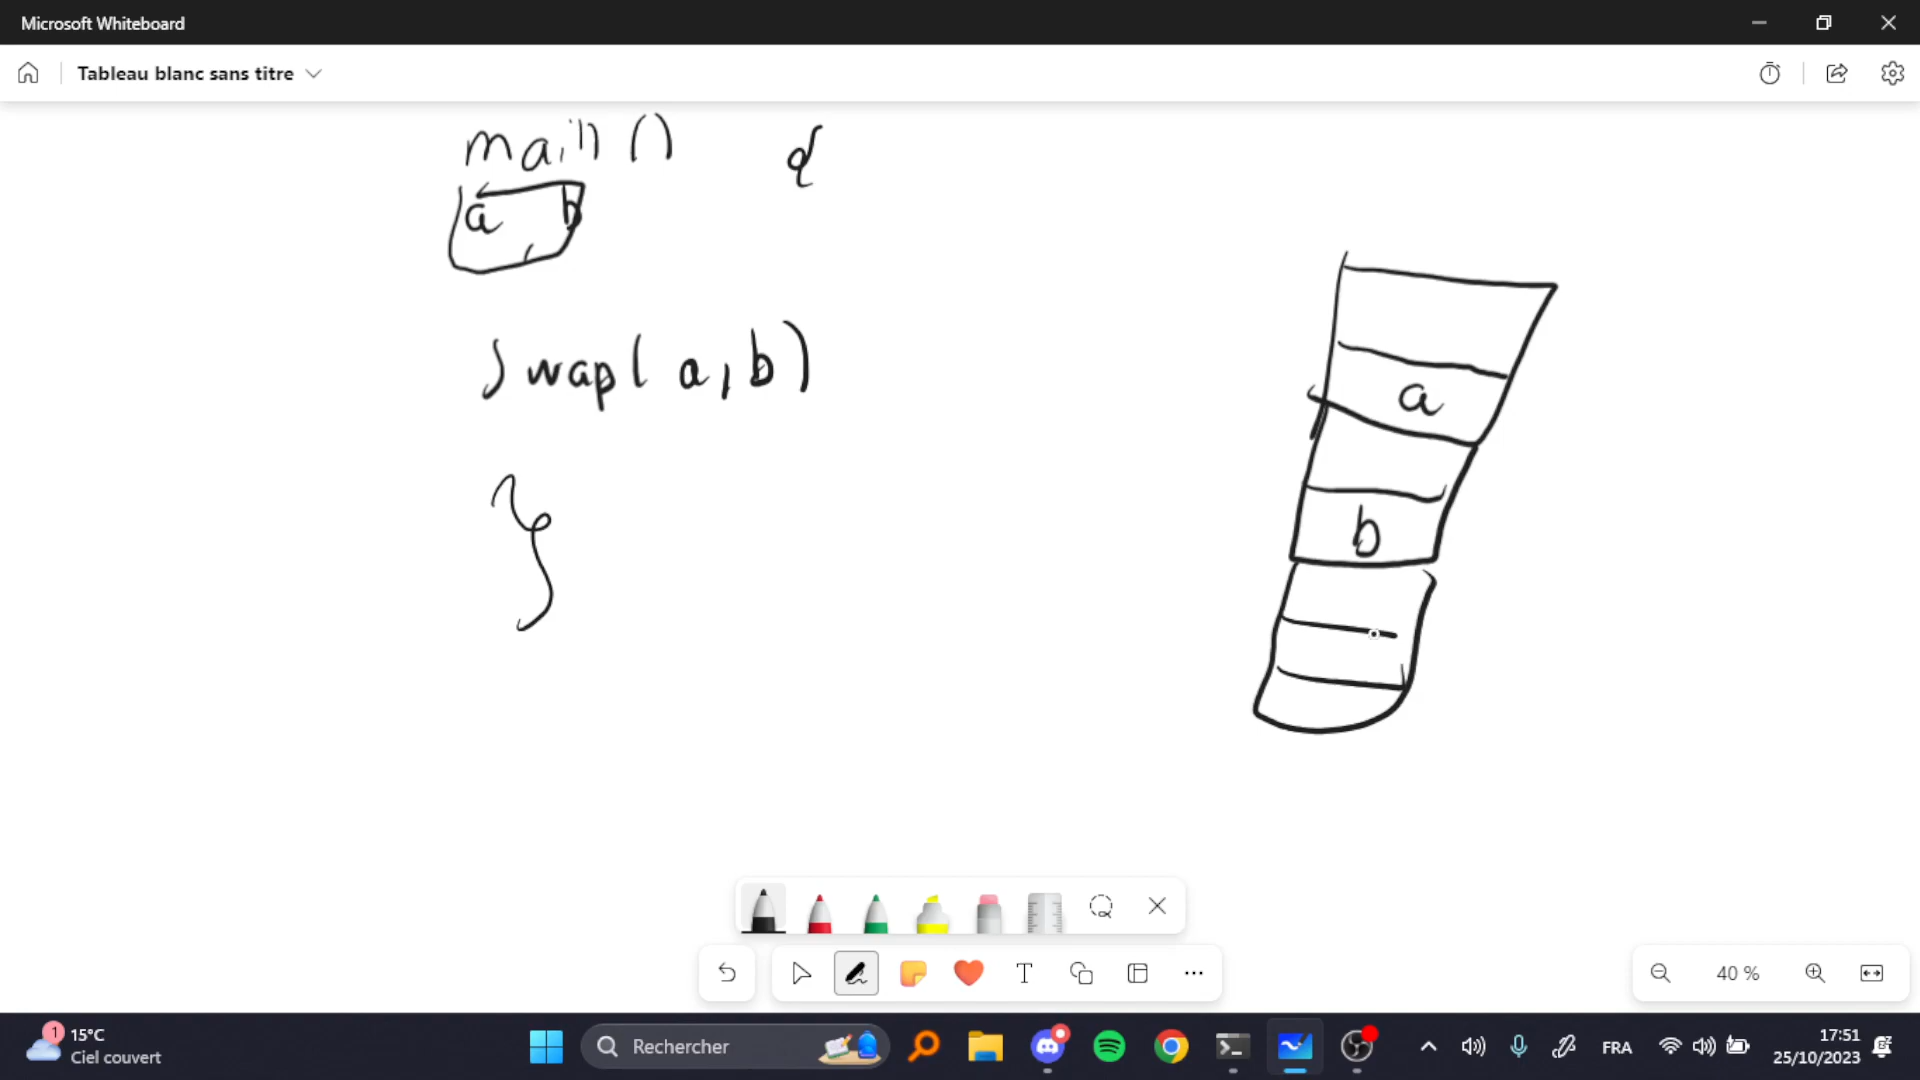 Microsoft Whiteboard
Tableau blanc sans titre
main() {
a b
swap(a,b)
}
a
b
T
40 %
1
15°C
Ciel couvert
Rechercher
FRA
17:51
25/10/2023